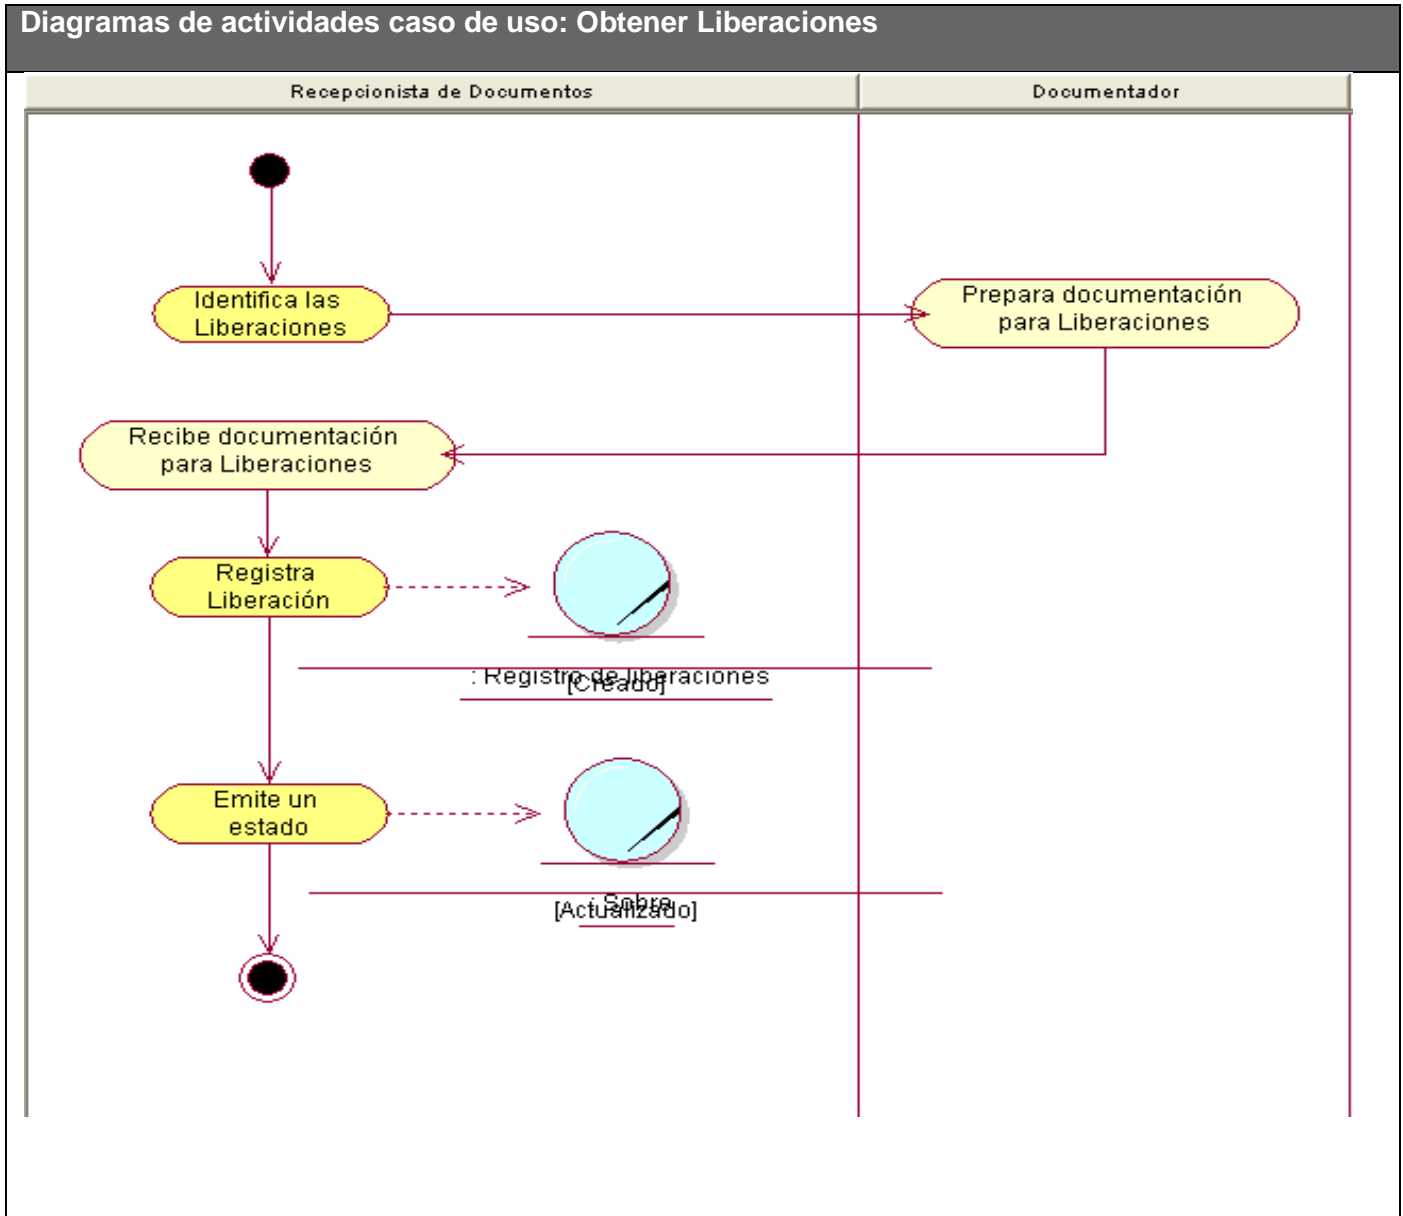 Diagramas de actividades caso de uso: Obtener Liberaciones
Recepcionista de Documentos
Documentador
Identifica las
Liberaciones
Prepara documentación
para Liberaciones
Recibe documentación
para Liberaciones
Registra
Liberación
: Registro de liberaciones
[Creado]
Emite un
estado
: Sobre
[Actualizado]